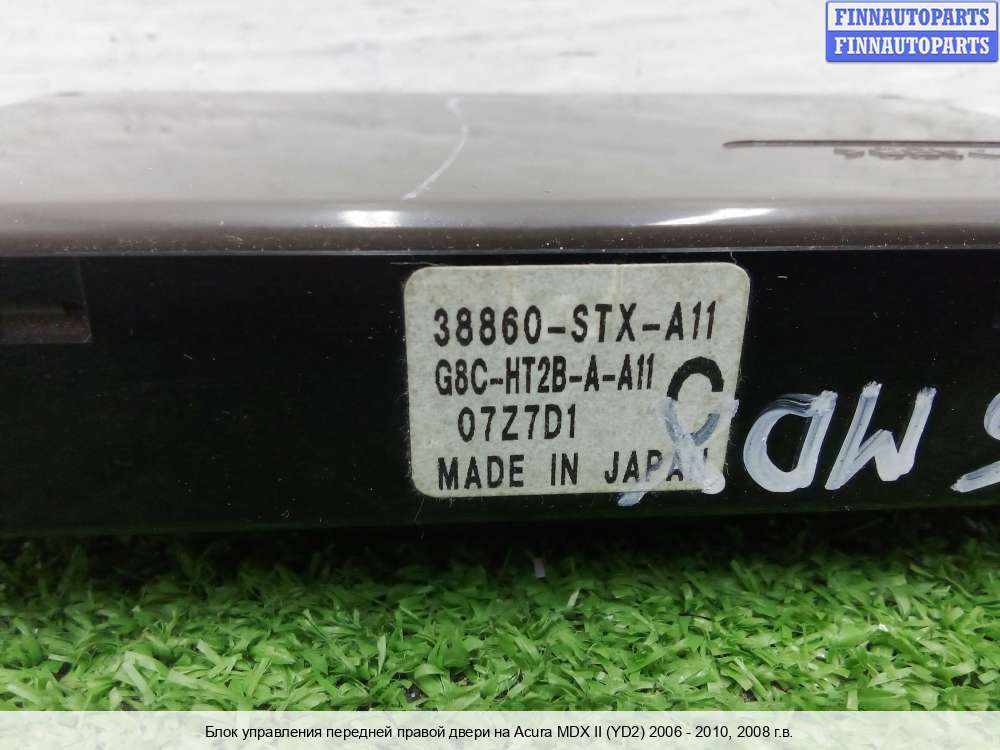 FINNAUTOPARTS
FINNAUTOPARTS
38860-STX-A11
G8C-HT2B-A-A11
C
07Z7D1
MADE IN JAPAN
MDX
Блок управления передней правой двери на Acura MDX II (YD2) 2006 - 2010, 2008 г.в.